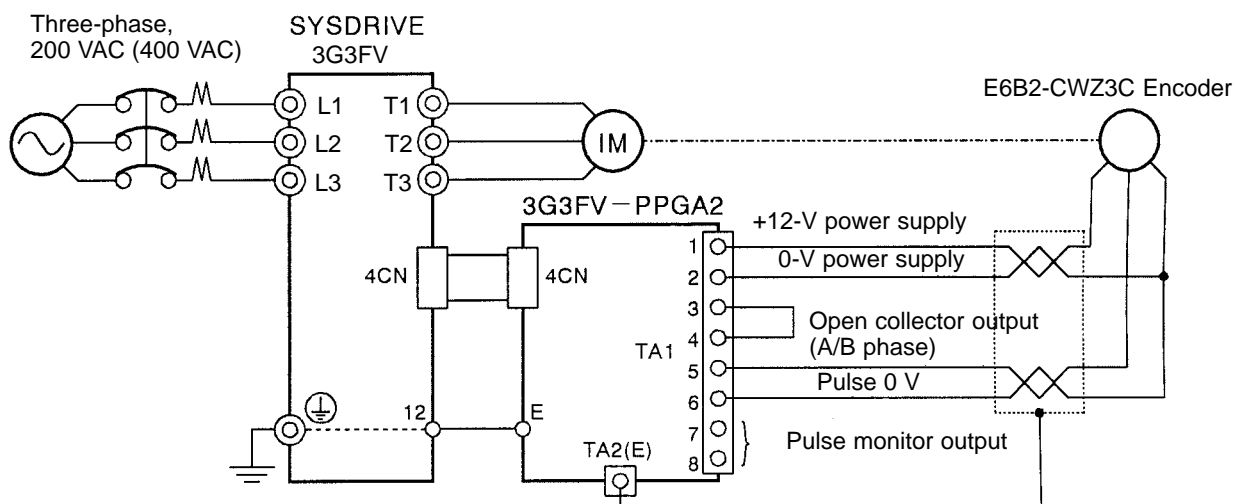 Three-phase,
200 VAC (400 VAC)
SYSDRIVE
3G3FV
L1
T1
L2
T2
L3
T3
IM
E6B2-CWZ3C Encoder
3G3FV-PPGA2
+12-V power supply
0-V power supply
4CN
4CN
1
2
3
4
5
6
7
8
TA1
Open collector output
(A/B phase)
Pulse 0 V
Pulse monitor output
12
E
TA2(E)